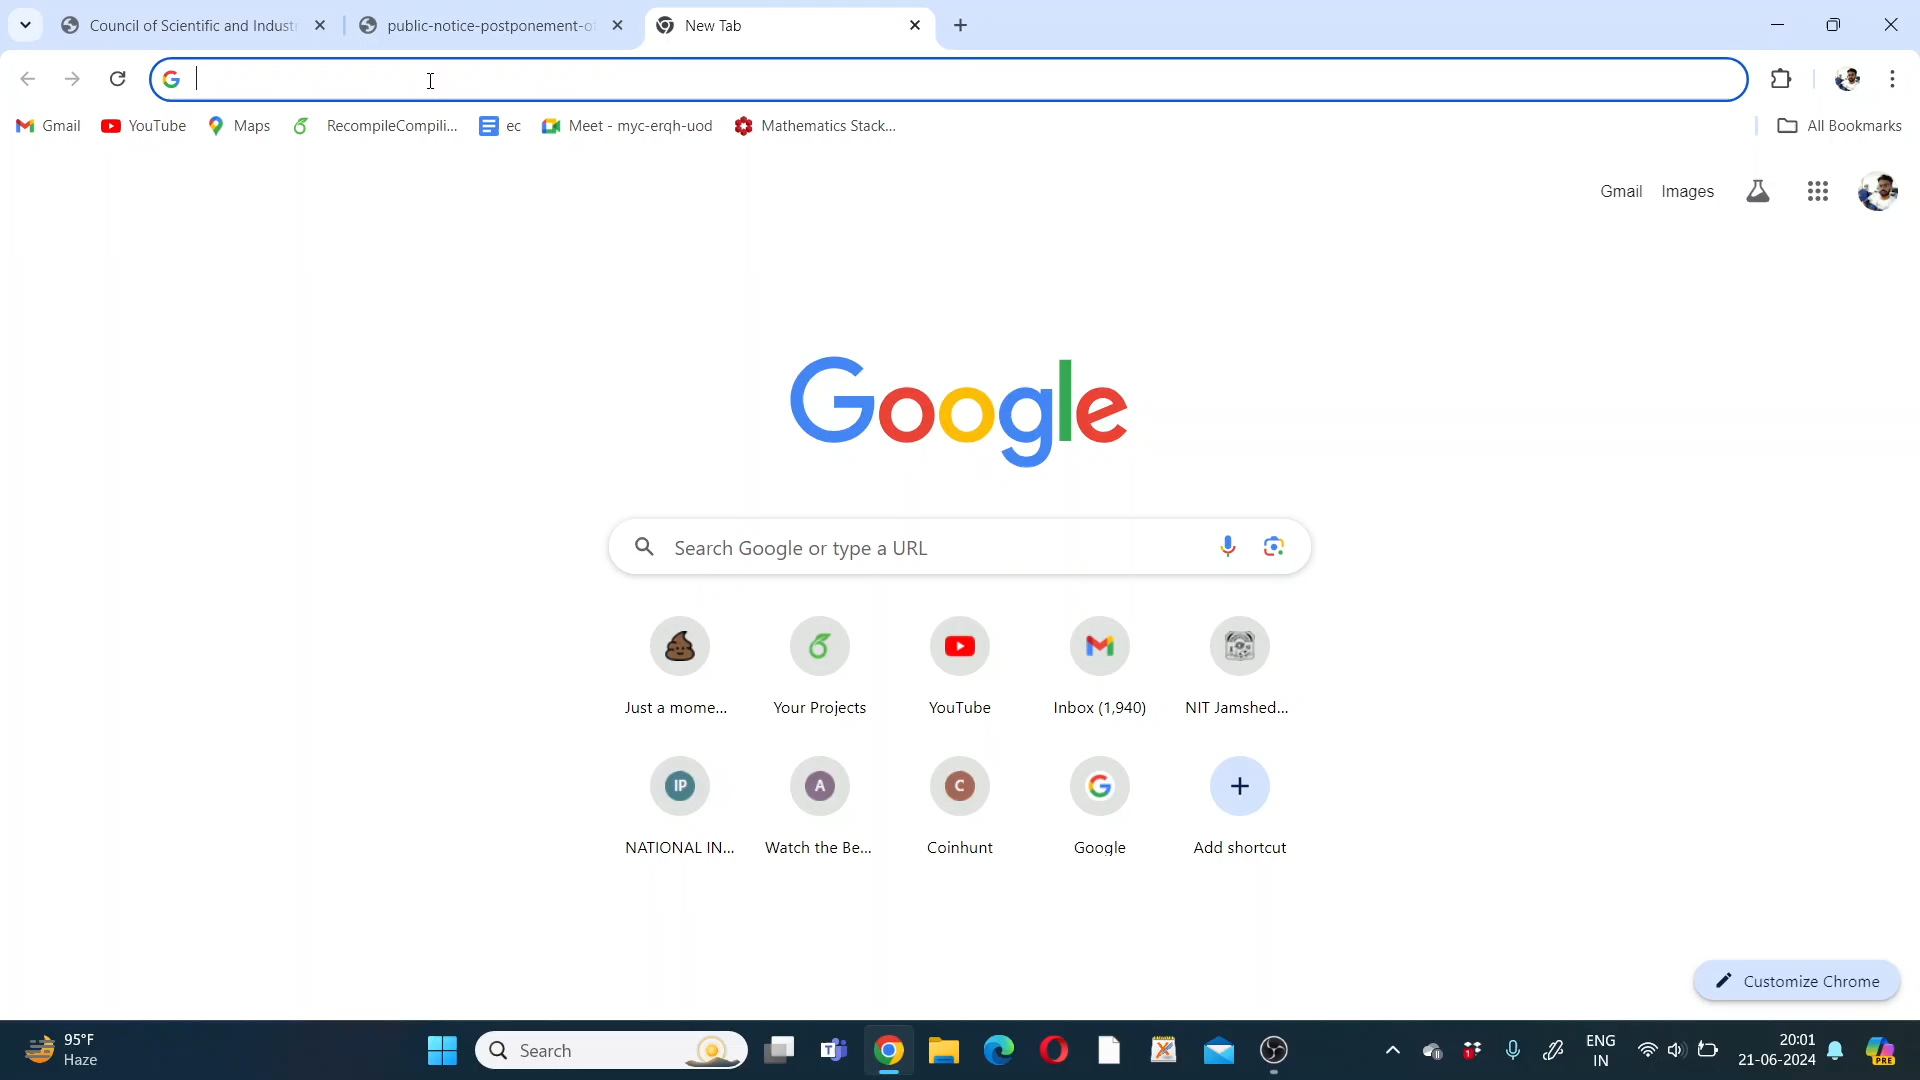 Council of Scientific and Industr
public-notice-postponement-o
New Tab
Gmail
YouTube
Maps
RecompileCompili...
ec
Meet - myc-erqh-uod
Mathematics Stack...
All Bookmarks
Gmail
Images
Google
Search Google or type a URL
Just a mome...
Your Projects
YouTube
Inbox (1,940)
NIT Jamshed...
IP
A
C
NATIONAL IN...
Watch the Be...
Coinhunt
Google
Add shortcut
Customize Chrome
95°F
Haze
Search
1
ENG
IN
20:01
21-06-2024
PRE